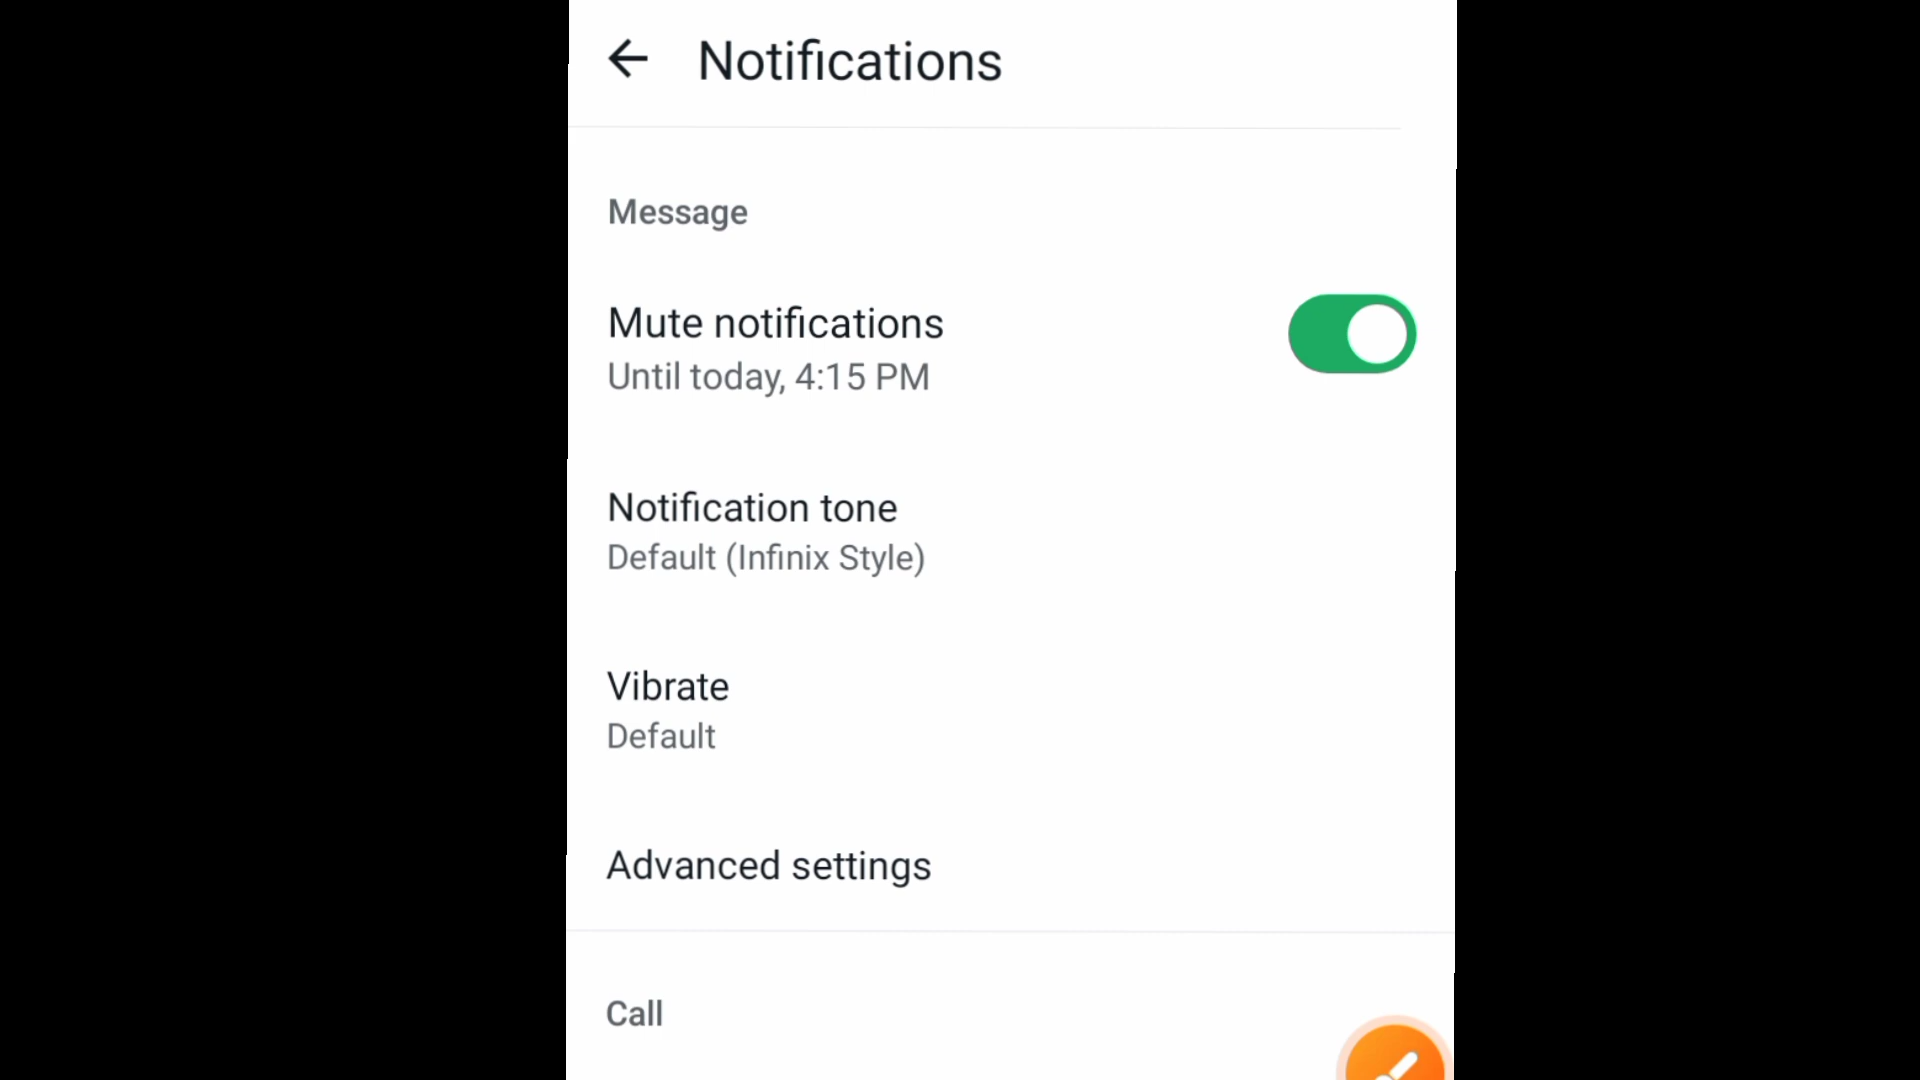 Notifications
Message
Mute notifications
Until today, 4:15 PM
Notification tone
Default (Infinix Style)
Vibrate
Default
Advanced settings
Call